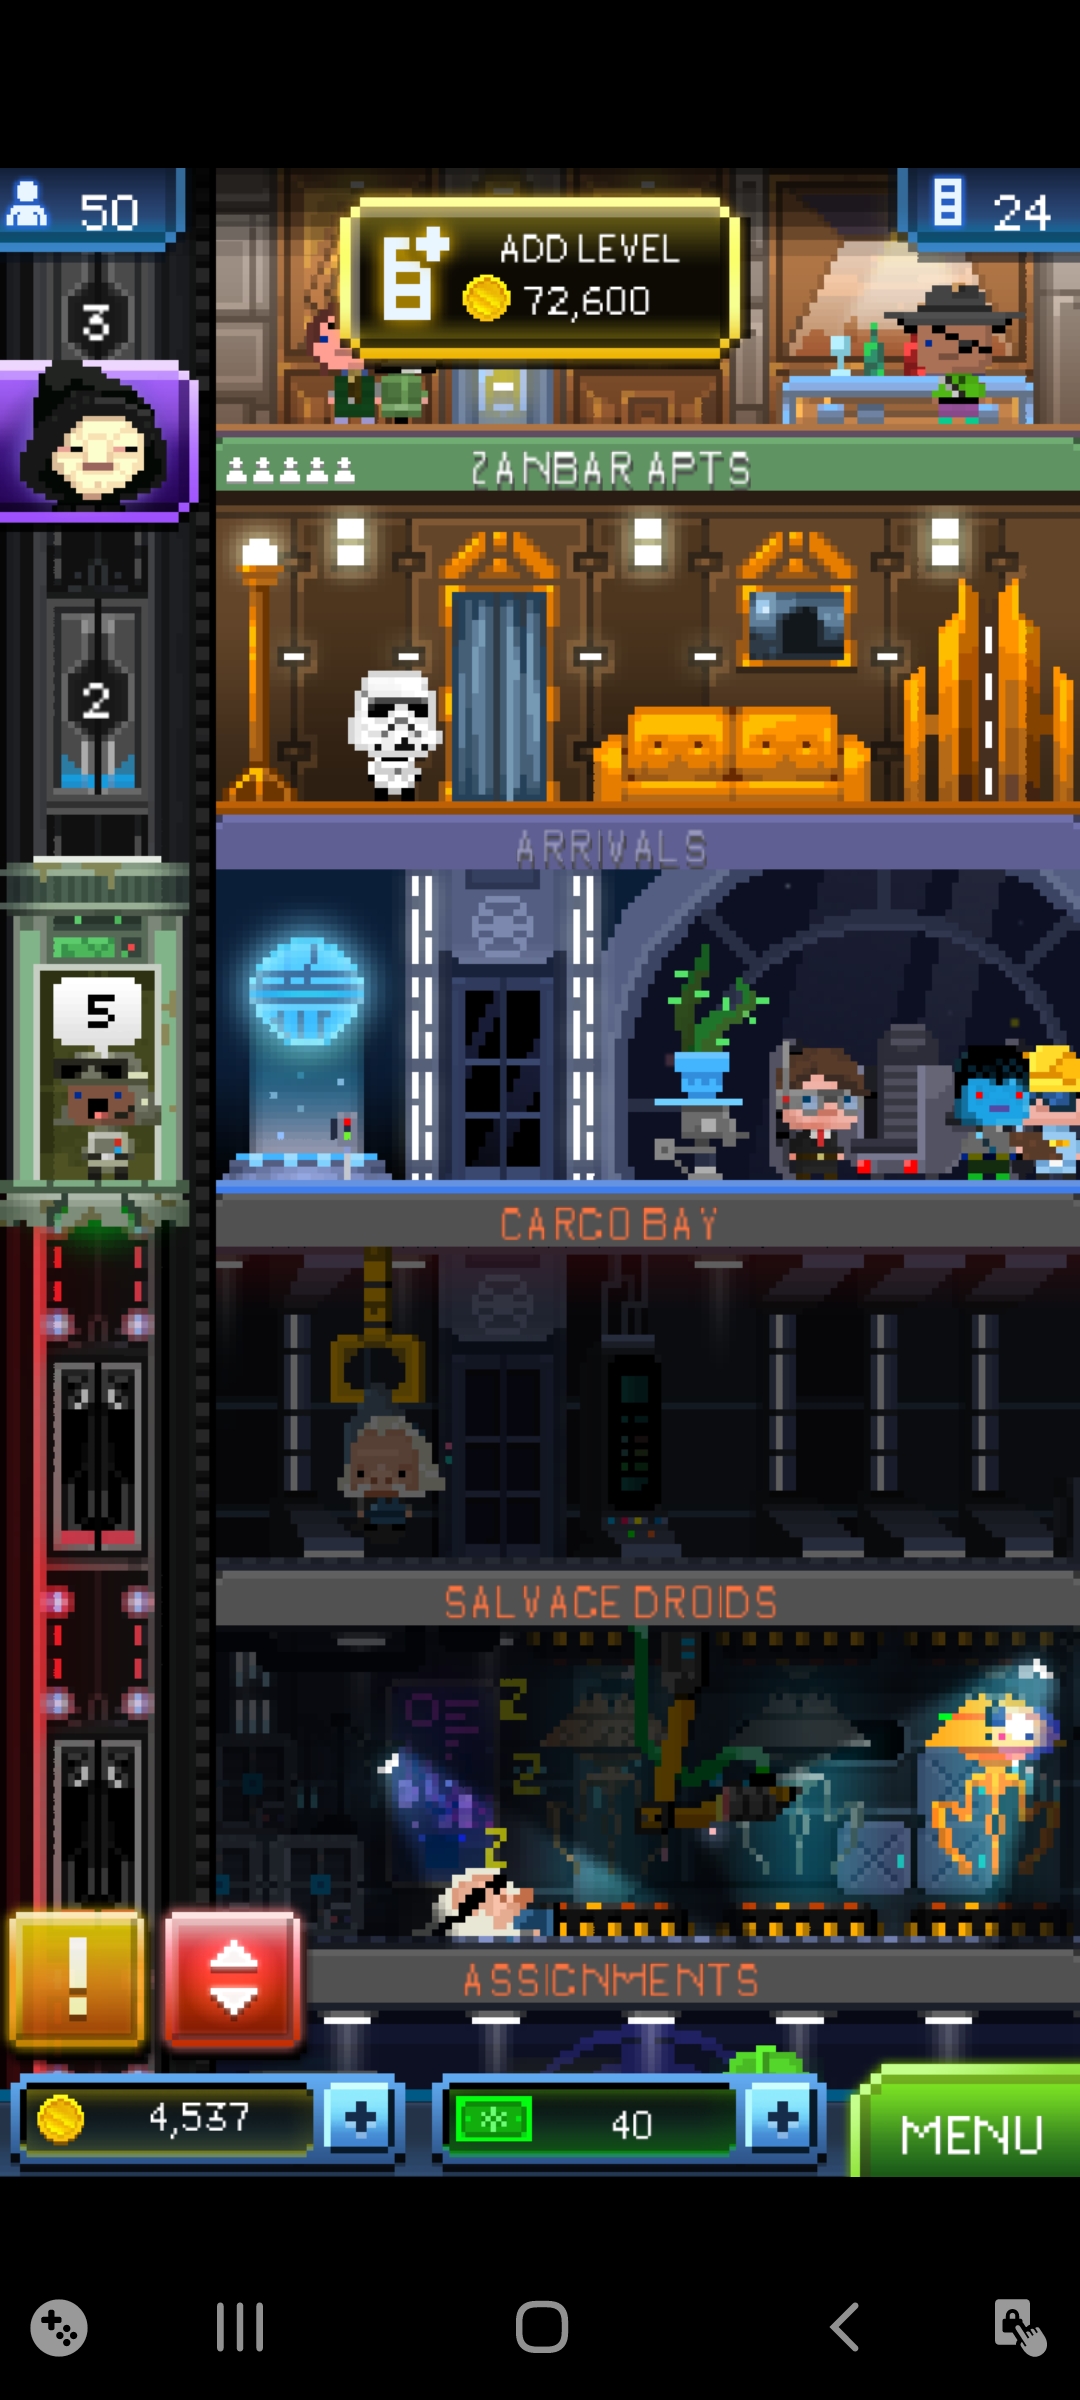 50
24
ADD LEVEL
72,600
3
ZANBAR APTS
2
ARRIVALS
5
CARGO BAY
SALVAGE DROIDS
Z
Z
Z
!
ASSIGNMENTS
4,537
40
MENU